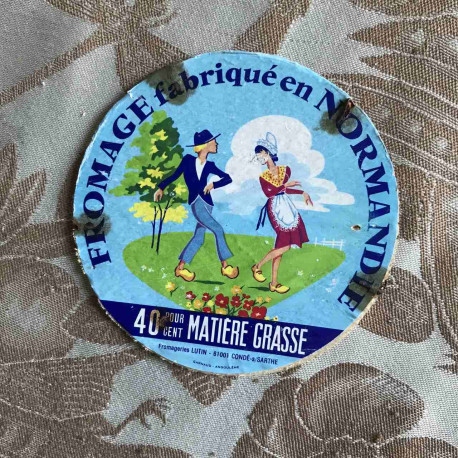 FROMAGE fabriqué en NORMANDIE
40 POUR CENT MATIÈRE GRASSE
Fromageries LUTIN - 61001 CONDÉ-s/SARTHE